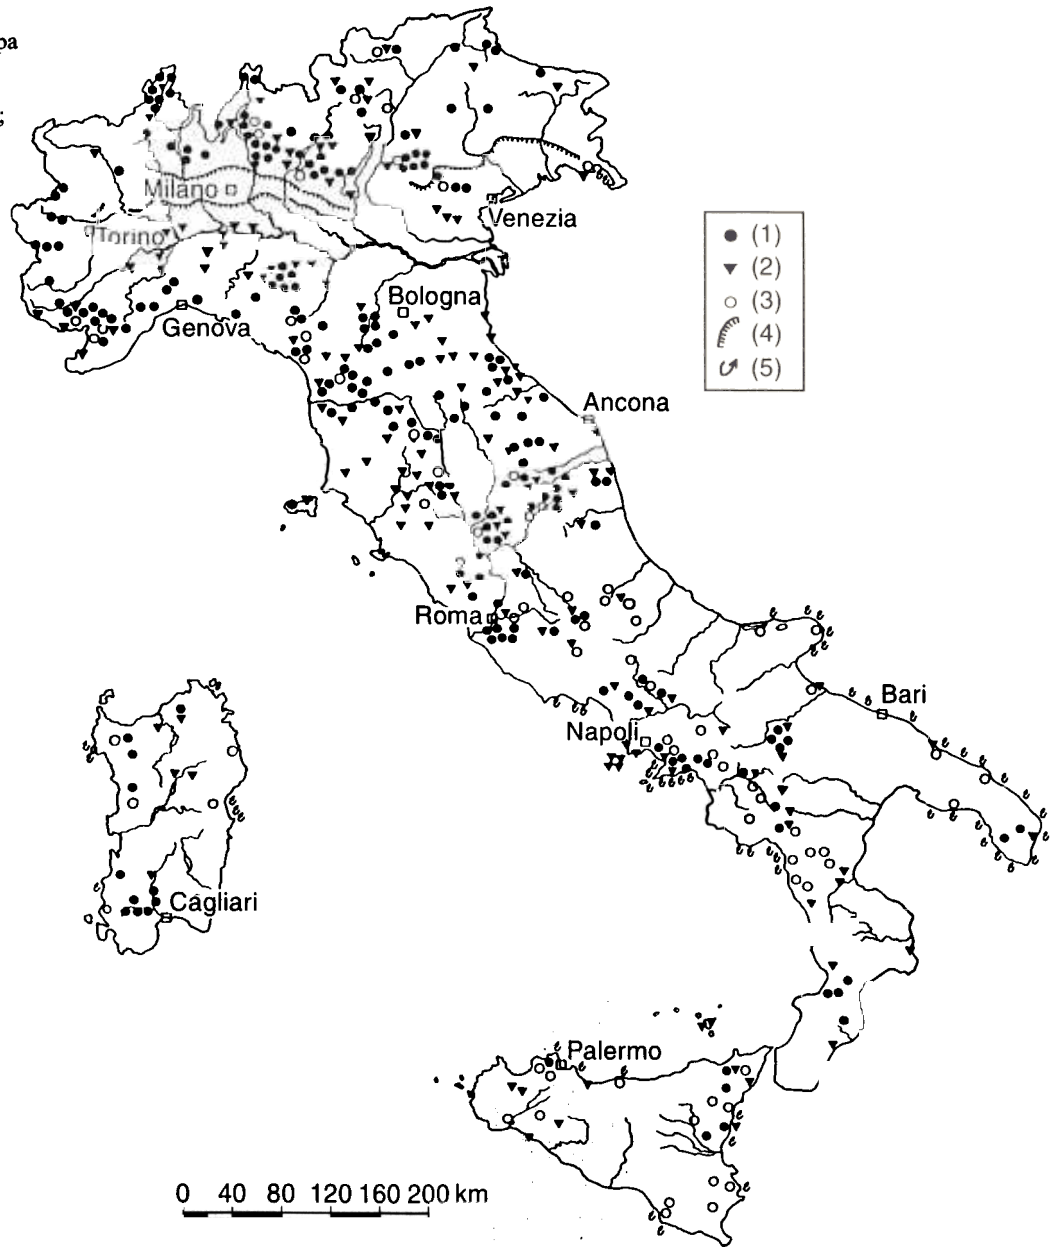 pa
;
(1)
(2)
(3)
(4)
(5)
Milano
Venezia
Torino
Bologna
Genova
Ancona
?
Roma
Bari
Napoli
Cagliari
Palermo
0 40 80 120 160 200 km